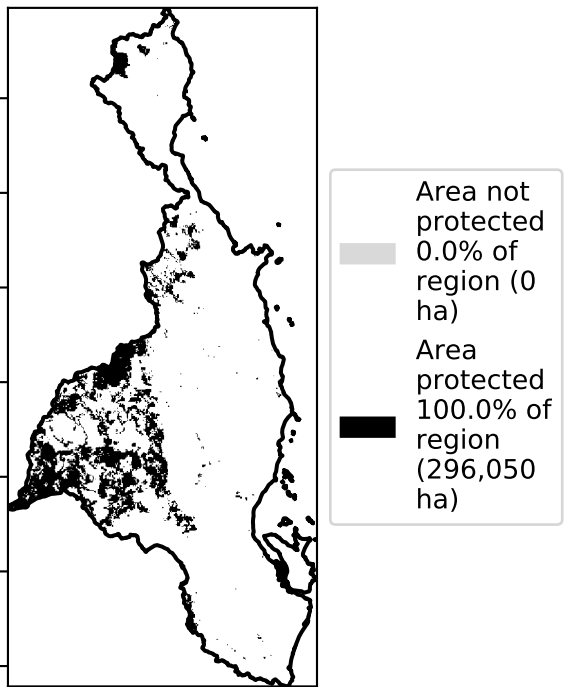 Area not
protected
0.0% of
region (0
ha)
Area
protected
100.0% of
region
(296,050
ha)